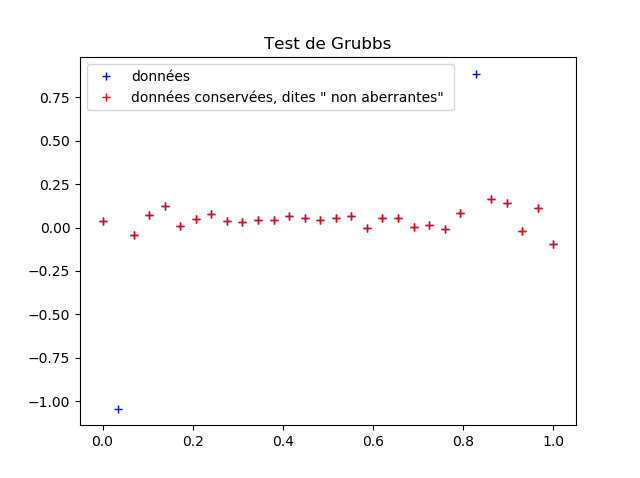 Test de Grubbs
données
données conservées, dites " non aberrantes"
0.75
0.50
0.25
0.00
−0.25
−0.50
−0.75
−1.00
0.0 0.2 0.4 0.6 0.8 1.0